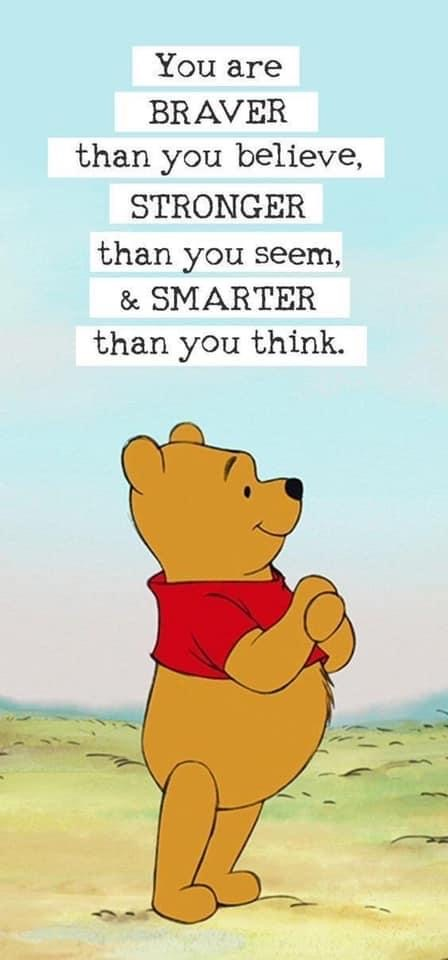 You are
BRAVER
than you believe,
STRONGER
than you seem,
& SMARTER
than you think.